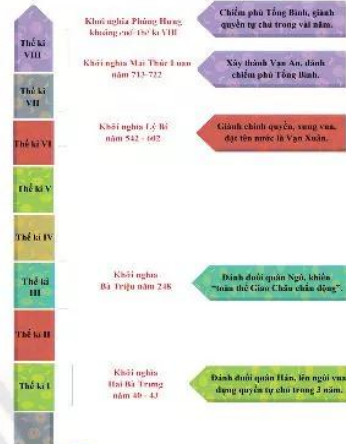 Thế kỉ
VIII
Khởi nghĩa Phùng Hưng
khoảng cuối thế kỉ VIII
Chiếm phủ Tống Bình, giành
quyền tự chủ trong vài năm.
Khởi nghĩa Mai Thúc Loan
năm 713-722
Xây thành Vạn An, đánh
chiếm phủ Tống Bình.
Thế kỉ
VII
Thế kỉ VI
Khởi nghĩa Lý Bí
năm 542 - 602
Giành chính quyền, xưng vua,
đặt tên nước là Vạn Xuân.
Thế kỉ V
Thế kỉ IV
Thế kỉ
III
Khởi nghĩa
Bà Triệu năm 248
Đánh đuổi quân Ngô, khiến
“toàn thể Giao Châu chấn động”.
Thế kỉ II
Thế kỉ I
Khởi nghĩa
Hai Bà Trưng
năm 40 - 43
Đánh đuổi quân Hán, lên ngôi vua
dựng quyền tự chủ trong 3 năm.